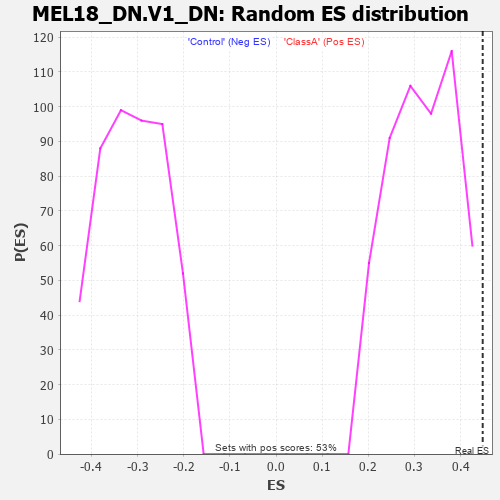 MEL18_DN.V1_DN: Random ES distribution
'Control' (Neg ES) 'ClassA' (Pos ES)
120
110
100
90
80
70
60
50
40
30
20
10
0
P(ES)
Sets with pos scores: 53%
Real ES
-0.4 -0.3 -0.2 -0.1 0.0 0.1 0.2 0.3 0.4
ES